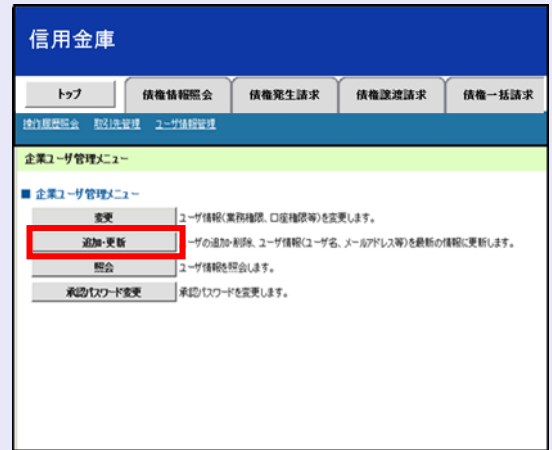 信用金庫
トップ 債権情報照会 債権発生請求 債権譲渡請求 債権一括請求
操作履歴照会 取引先管理 ユーザ情報管理
企業ユーザ管理メニュー
■ 企業ユーザ管理メニュー
変更 ユーザ情報(業務権限、口座権限等)を変更します。
追加・更新 ーザの追加・削除、ユーザ情報(ユーザ名、メールアドレス等)を最新の情報に更新します。
照会 ユーザ情報を照会します。
承認パスワード変更 承認パスワードを変更します。